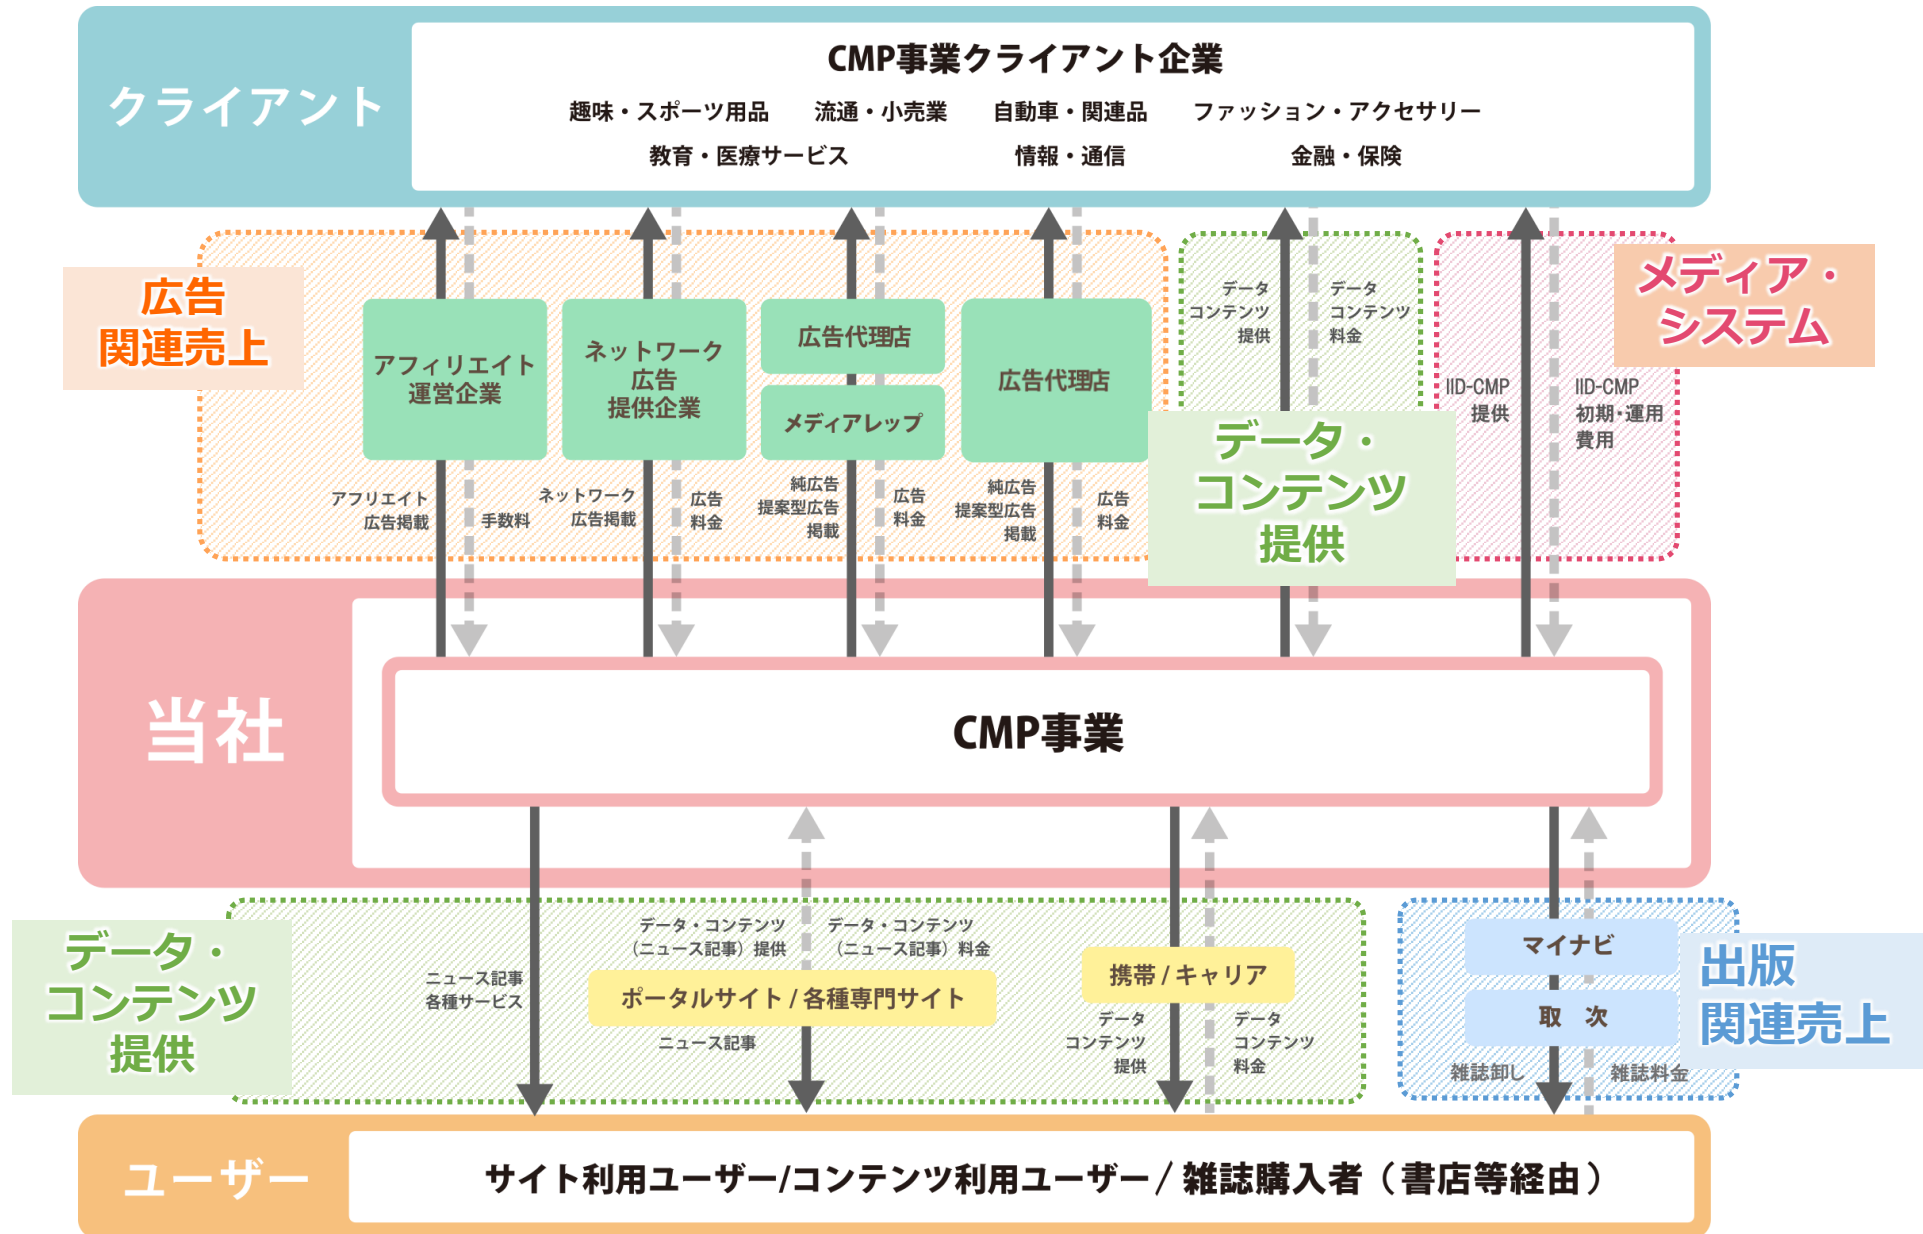 クライアント
CMP事業クライアント企業
趣味・スポーツ用品　流通・小売業　自動車・関連品　ファッション・アクセサリー
教育・医療サービス　情報・通信　金融・保険
広告
関連売上
アフィリエイト
運営企業
ネットワーク
広告
提供企業
広告代理店
メディアレップ
広告代理店
アフリエイト
広告掲載
手数料
ネットワーク
広告掲載
広告
料金
純広告
提案型広告
掲載
広告
料金
純広告
提案型広告
掲載
広告
料金
データ
コンテンツ
提供
データ
コンテンツ
料金
データ・
コンテンツ
提供
メディア・
システム
IID-CMP
提供
IID-CMP
初期・運用
費用
当社
CMP事業
データ・
コンテンツ
提供
ニュース記事
各種サービス
データ・コンテンツ
（ニュース記事）提供
データ・コンテンツ
（ニュース記事）料金
ポータルサイト / 各種専門サイト
ニュース記事
携帯 / キャリア
データ
コンテンツ
提供
データ
コンテンツ
料金
マイナビ
取　次
雑誌卸し
雑誌料金
出版
関連売上
ユーザー
サイト利用ユーザー/コンテンツ利用ユーザー / 雑誌購入者（書店等経由）